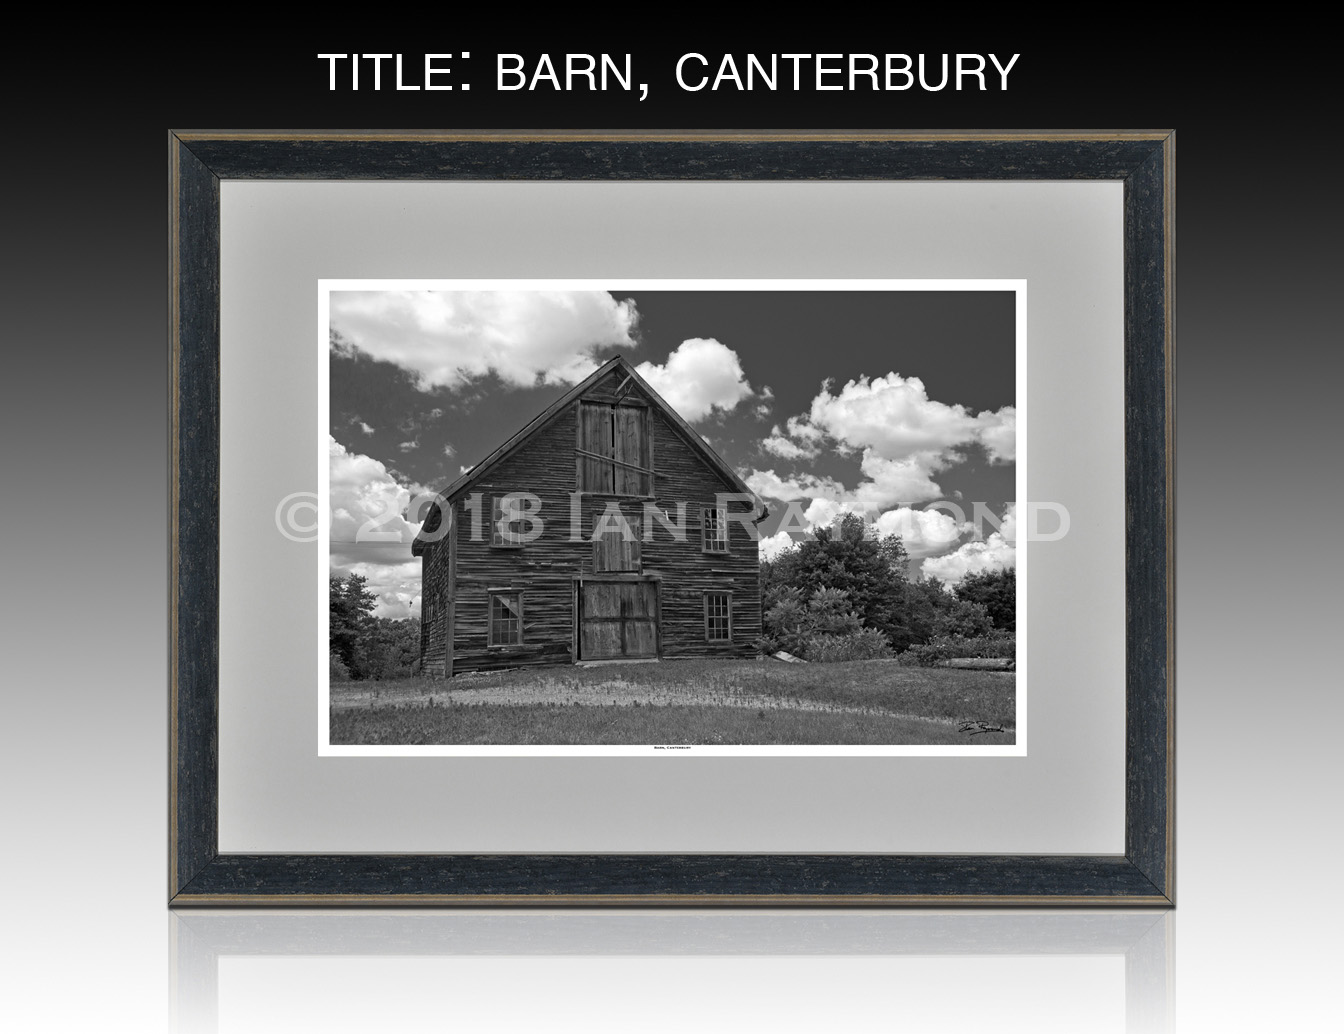 TITLE: BARN, CANTERBURY
© 2018 IAN RAYMOND
BARN, CANTERBURY